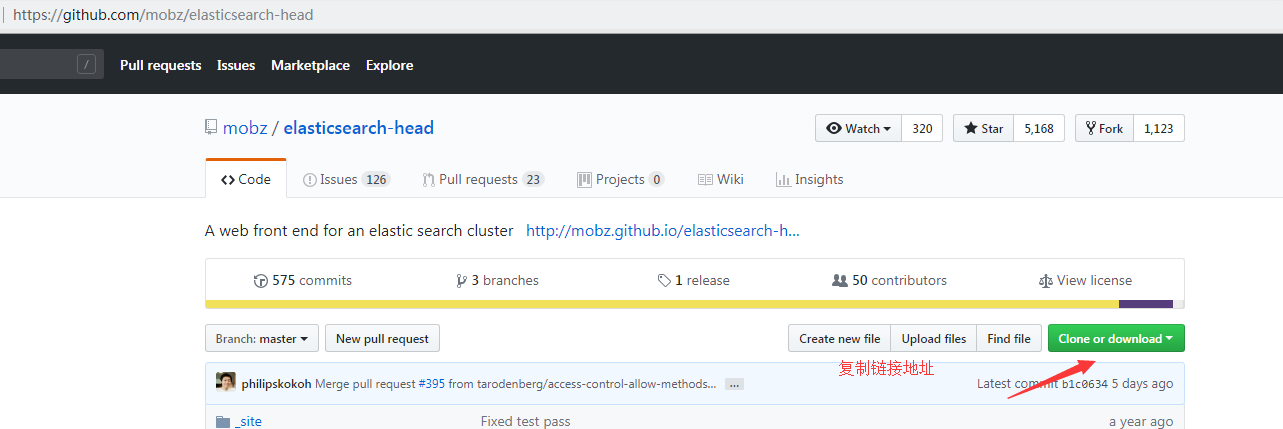 https://github.com/mobz/elasticsearch-head
/ Pull requests Issues Marketplace Explore
mobz / elasticsearch-head Watch 320 Star 5,168 Fork 1,123
Code Issues 126 Pull requests 23 Projects 0 Wiki Insights
A web front end for an elastic search cluster http://mobz.github.io/elasticsearch-h...
575 commits 3 branches 1 release 50 contributors View license
Branch: master New pull request Create new file Upload files Find file Clone or download
复制链接地址
philipskokoh Merge pull request #395 from tarodenberg/access-control-allow-methods... ... Latest commit b1c0634 5 days ago
_site Fixed test pass a year ago